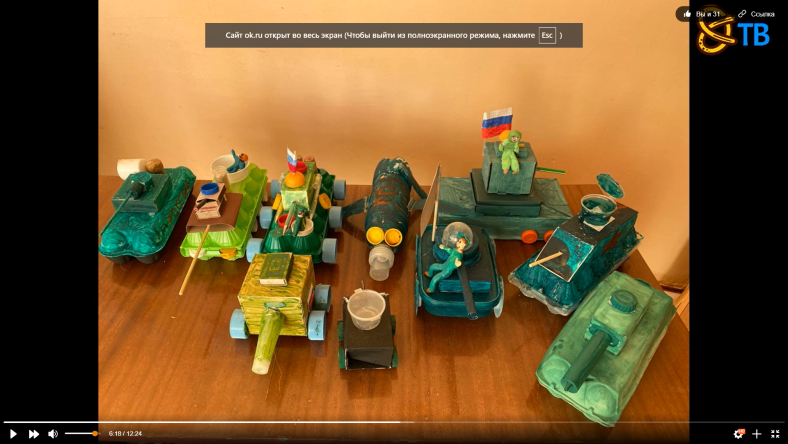 Вы и 31 Ссылка
Сайт ok.ru открыт во весь экран (Чтобы выйти из полноэкранного режима, нажмите Esc )
ТВ
6:18 / 12:24